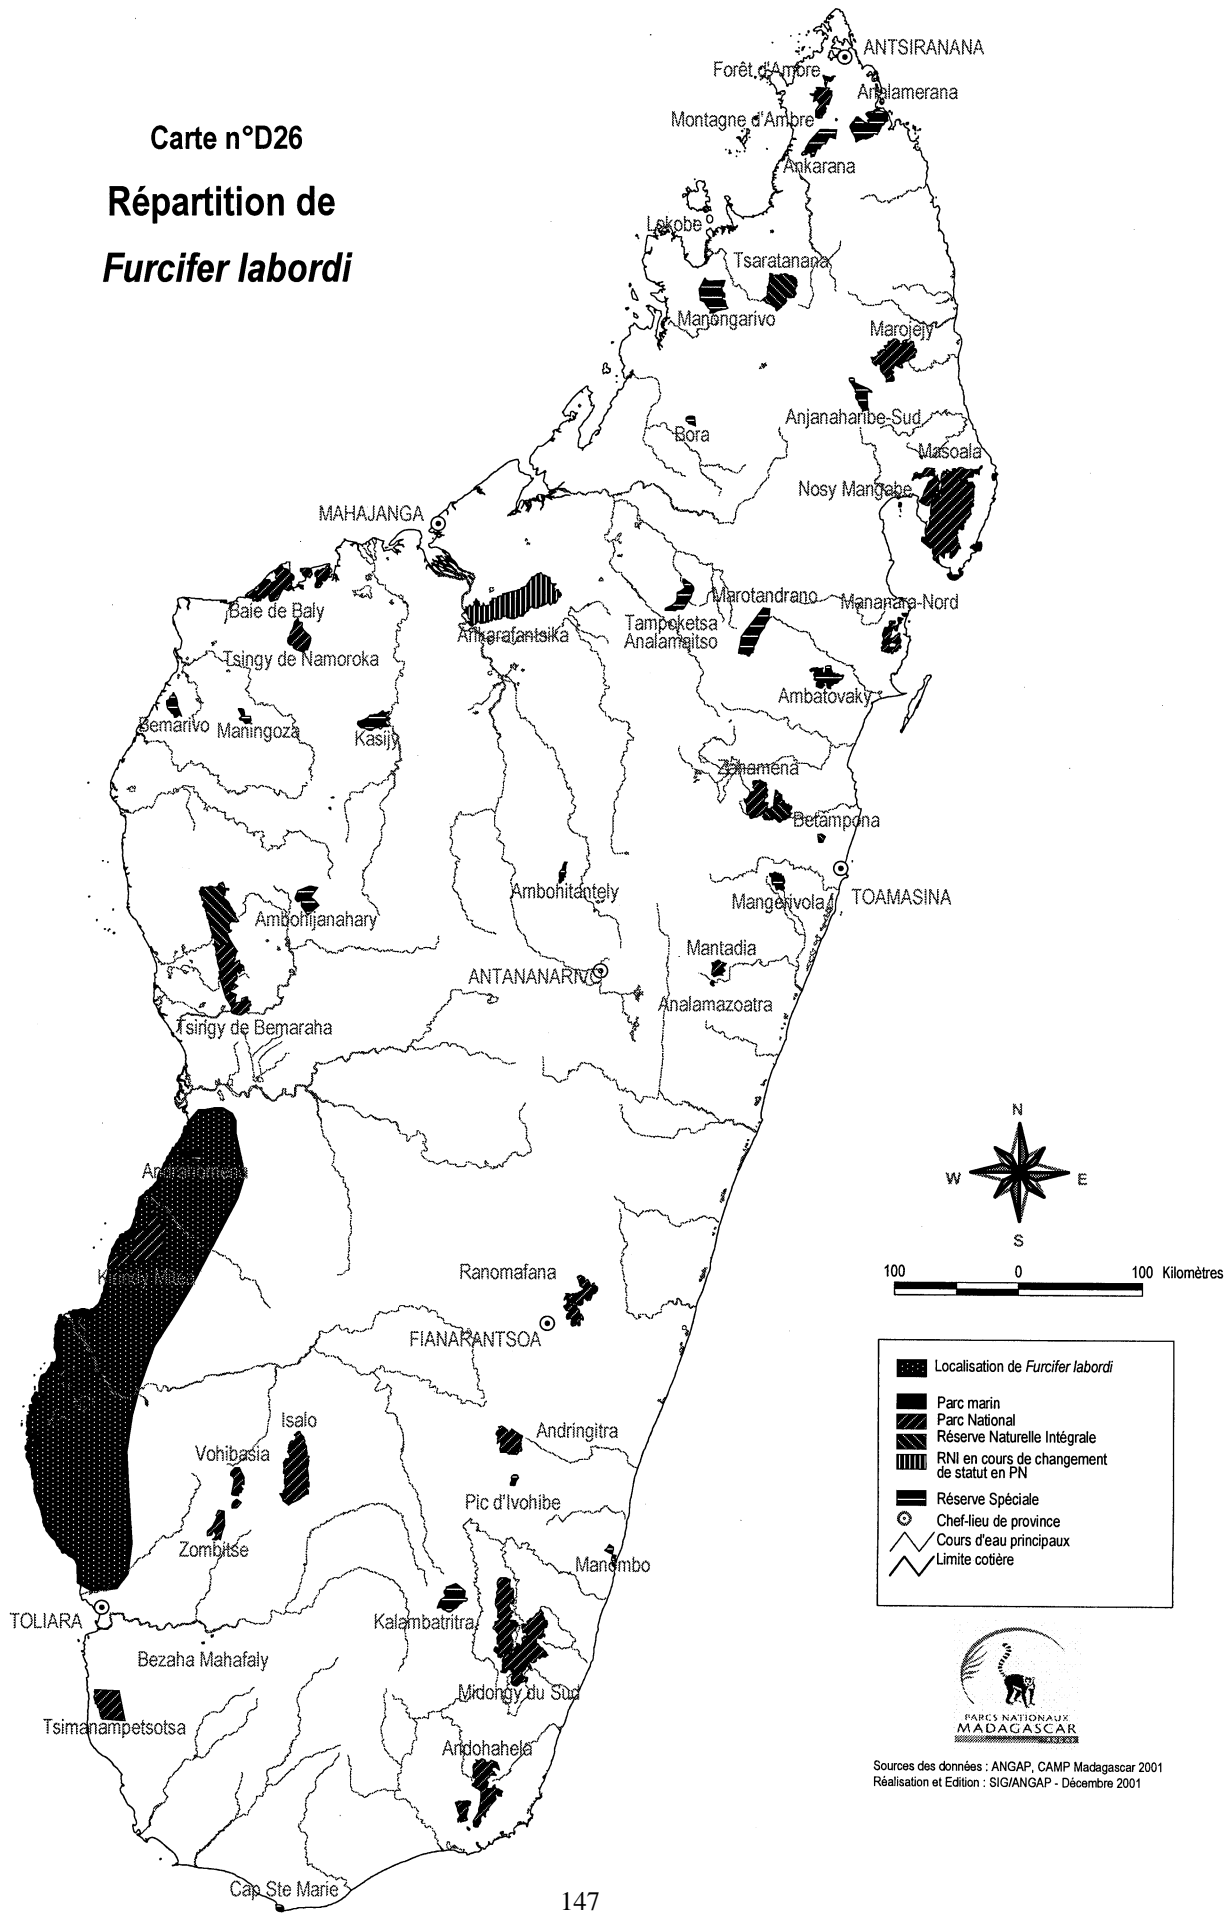 Carte n°D26
Répartition de
Furcifer labordi
ANTSIRANANA
Forêt d'Ambre
Analamerana
Montagne d'Ambre
Ankarana
Lokobe
Tsaratanana
Manongarivo
Marojejy
Anjanaharibe-Sud
Bora
Masoala
Nosy Mangabe
MAHAJANGA
Baie de Baly
Ankarafantsika
Marotandrano
Mananara-Nord
Tampoketsa
Analamaitso
Tsingy de Namoroka
Ambatovaky
Bemarivo
Maningoza
Kasijy
Zahamena
Betampona
Ambohitantely
Mangerivola
TOAMASINA
Ambohijanahary
Mantadia
ANTANANARIVO
Analamazoatra
Tsingy de Bemaraha
Andranomena
N
W
E
S
Ranomafana
100 0 100 Kilomètres
FIANARANTSOA
Localisation de Furcifer labordi
Parc marin
Parc National
Réserve Naturelle Intégrale
RNI en cours de changement
de statut en PN
Réserve Spéciale
Chef-lieu de province
Cours d'eau principaux
Limite cotière
Isalo
Andringitra
Vohibasia
Pic d'Ivohibe
Zombitse
Manombo
TOLIARA
Kalambatritra
Bezaha Mahafaly
Midongy du Sud
Tsimanampetsotsa
Andohahela
PARCS NATIONAUX
MADAGASCAR
ANGAP
Sources des données : ANGAP, CAMP Madagascar 2001
Réalisation et Edition : SIG/ANGAP - Décembre 2001
Cap Ste Marie
147